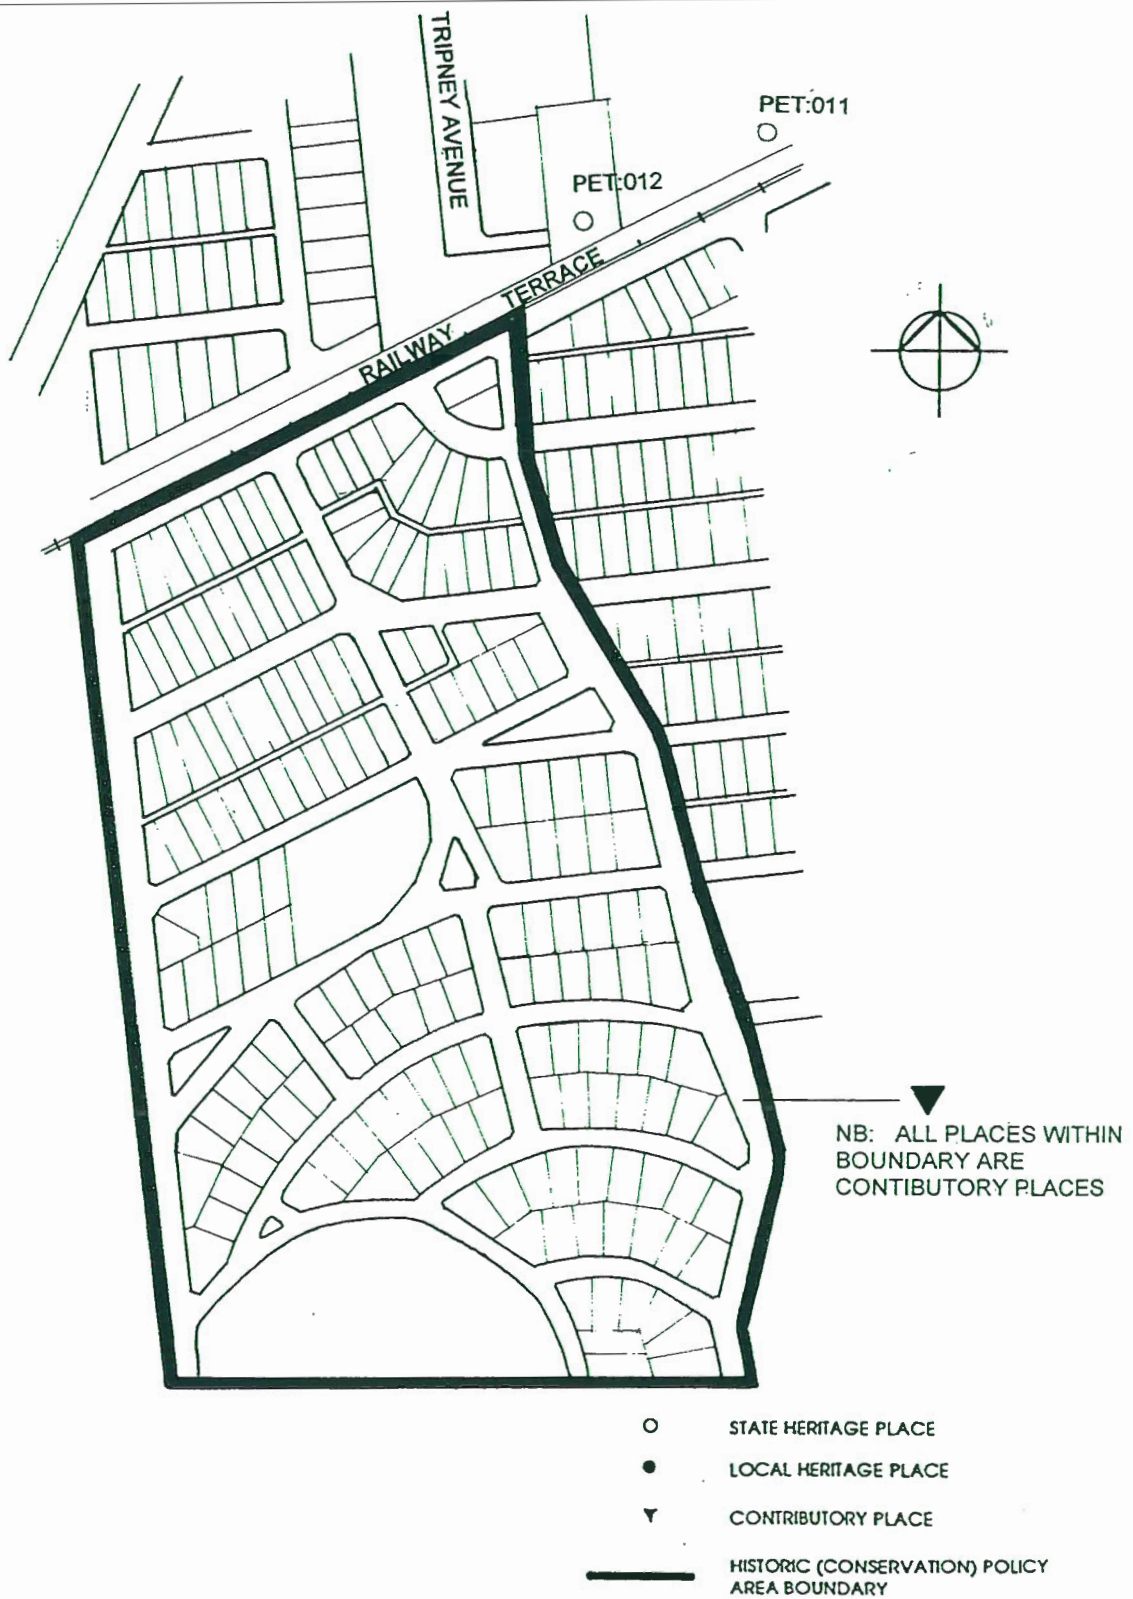 TRIPNEY AVENUE
PET:011
PET:012
RAILWAY TERRACE
NB: ALL PLACES WITHIN
BOUNDARY ARE
CONTIBUTORY PLACES
STATE HERITAGE PLACE
LOCAL HERITAGE PLACE
CONTRIBUTORY PLACE
HISTORIC (CONSERVATION) POLICY
AREA BOUNDARY